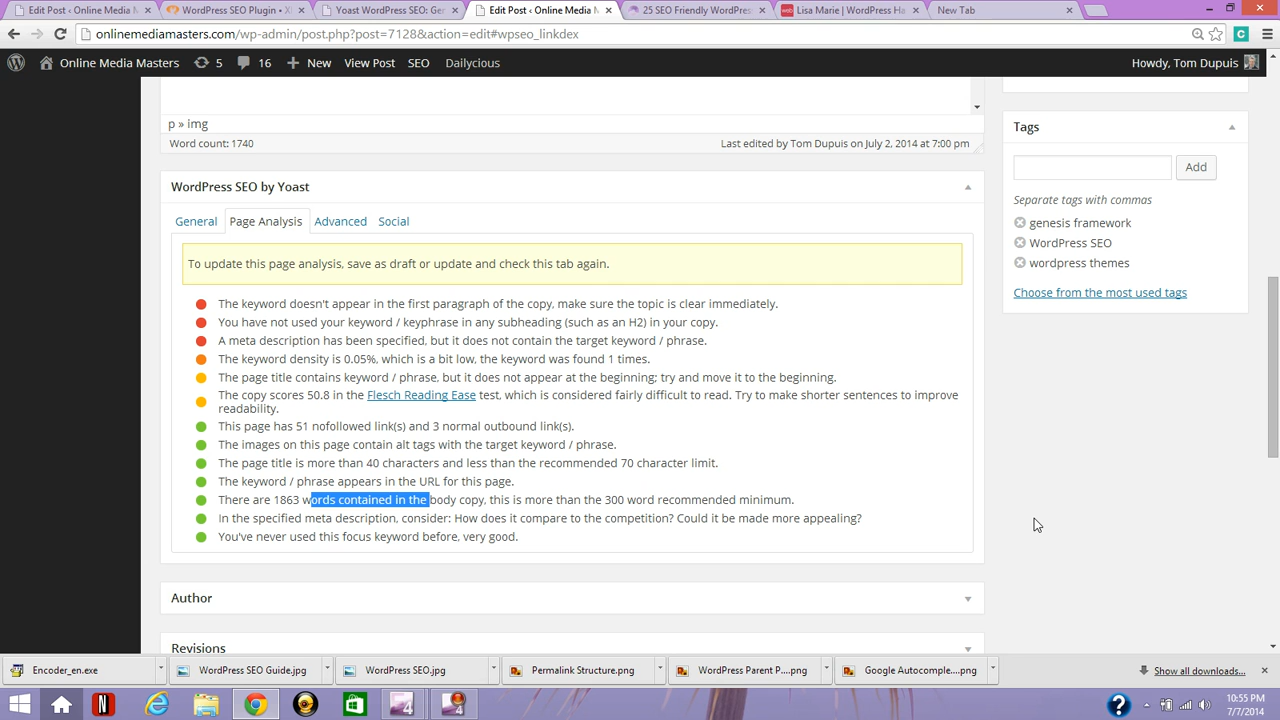 Edit Post ‹ Online Media M
WordPress SEO Plugin • X
Yoast WordPress SEO: Ge
Edit Post ‹ Online Media M
25 SEO Friendly WordPres
Lisa Marie | WordPress Ha
New Tab
onlinemediamasters.com/wp-admin/post.php?post=7128&action=edit#wpseo_linkdex
Online Media Masters 5 16 New View Post SEO Dailycious Howdy, Tom Dupuis
p » img
Word count: 1740 Last edited by Tom Dupuis on July 2, 2014 at 7:00 pm
WordPress SEO by Yoast
General Page Analysis Advanced Social
To update this page analysis, save as draft or update and check this tab again.
The keyword doesn't appear in the first paragraph of the copy, make sure the topic is clear immediately.
You have not used your keyword / keyphrase in any subheading (such as an H2) in your copy.
A meta description has been specified, but it does not contain the target keyword / phrase.
The keyword density is 0.05%, which is a bit low, the keyword was found 1 times.
The page title contains keyword / phrase, but it does not appear at the beginning; try and move it to the beginning.
The copy scores 50.8 in the Flesch Reading Ease test, which is considered fairly difficult to read. Try to make shorter sentences to improve
readability.
This page has 51 nofollowed link(s) and 3 normal outbound link(s).
The images on this page contain alt tags with the target keyword / phrase.
The page title is more than 40 characters and less than the recommended 70 character limit.
The keyword / phrase appears in the URL for this page.
There are 1863 words contained in the body copy, this is more than the 300 word recommended minimum.
In the specified meta description, consider: How does it compare to the competition? Could it be made more appealing?
You've never used this focus keyword before, very good.
Author
Revisions
Tags
Add
Separate tags with commas
genesis framework
WordPress SEO
wordpress themes
Choose from the most used tags
Encoder_en.exe
WordPress SEO Guide.jpg
WordPress SEO.jpg
Permalink Structure.png
WordPress Parent P....png
Google Autocomple....png
Show all downloads...
10:55 PM
7/7/2014